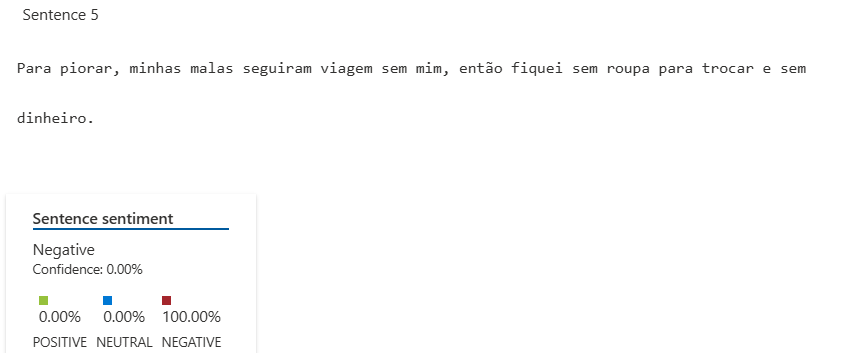 Sentence 5
Para piorar, minhas malas seguiram viagem sem mim, então fiquei sem roupa para trocar e sem
dinheiro.
Sentence sentiment
Negative
Confidence: 0.00%
0.00% 0.00% 100.00%
POSITIVE NEUTRAL NEGATIVE